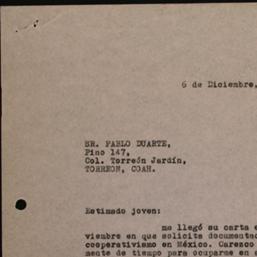 6 de Diciembre,
SR. PABLO DUARTE,
Pino 147,
Col. Torreón Jardín,
TORREON, COAH.
Estimado joven:
me llegó su carta
viembre en que solicita documentac
cooperativismo en México. Carezco
mente de tiempo para ocuparme en